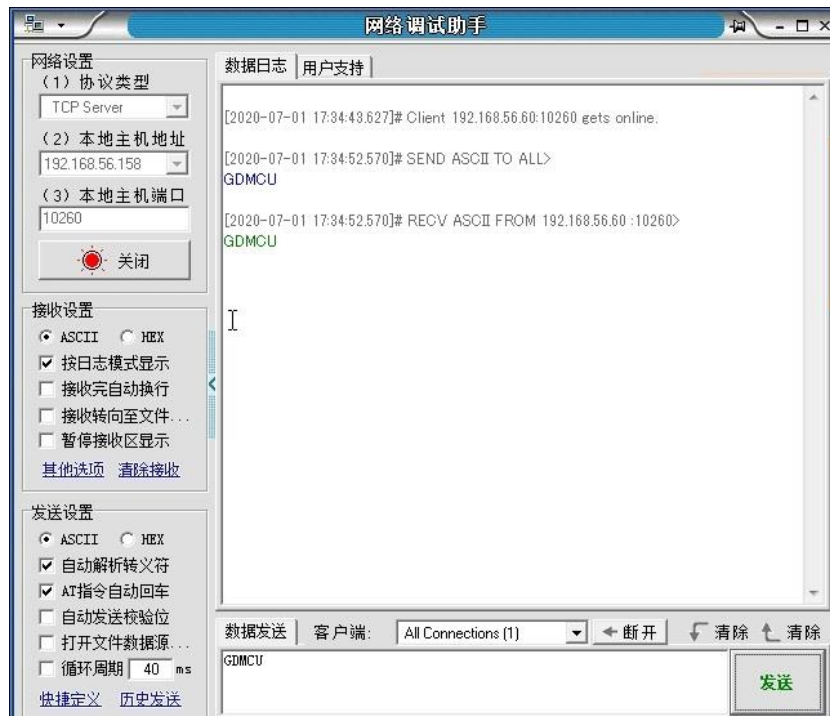 网络调试助手
网络设置
(1) 协议类型
TCP Server
(2) 本地主机地址
192.168.56.158
(3) 本地主机端口
10260
关闭
接收设置
ASCII HEX
按日志模式显示
接收完自动换行
接收转向至文件...
暂停接收区显示
其他选项 清除接收
发送设置
ASCII HEX
自动解析转义符
AT指令自动回车
自动发送校验位
打开文件数据源...
循环周期 40 ms
快捷定义 历史发送
数据日志 用户支持
[2020-07-01 17:34:43.627]# Client 192.168.56.60:10260 gets online.
[2020-07-01 17:34:52.570]# SEND ASCII TO ALL>
GDMCU
[2020-07-01 17:34:52.570]# RECV ASCII FROM 192.168.56.60 :10260>
GDMCU
数据发送 客户端: All Connections (1) 断开 清除 清除
GDMCU
发送